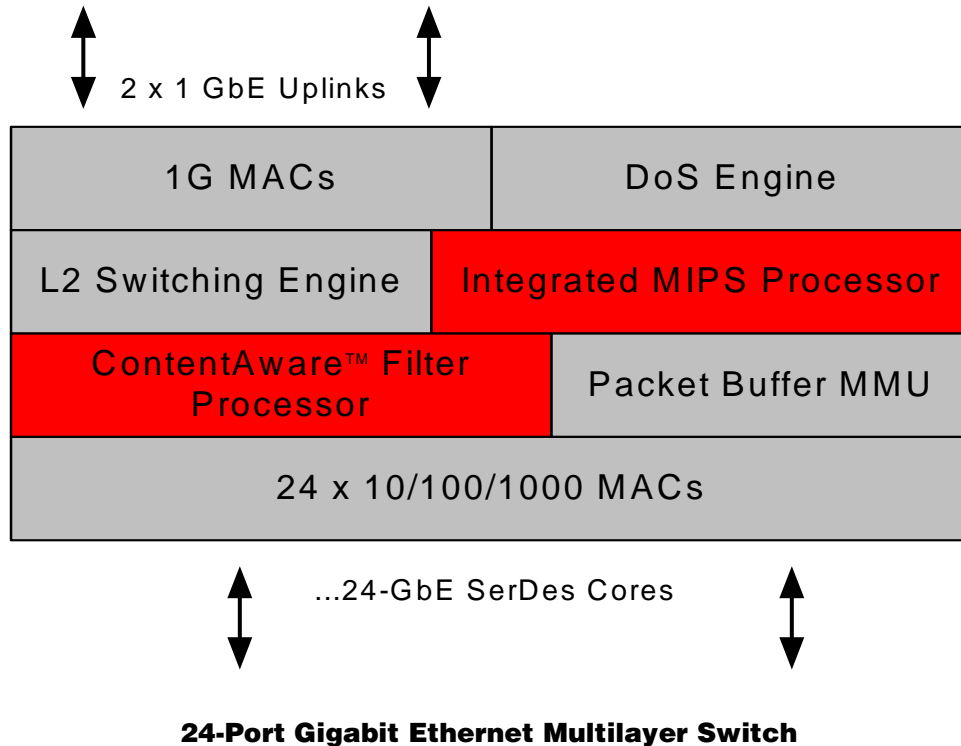 2 x 1 GbE Uplinks
1G MACs
DoS Engine
L2 Switching Engine
Integrated MIPS Processor
ContentAware™ Filter
Processor
Packet Buffer MMU
24 x 10/100/1000 MACs
...24-GbE SerDes Cores
24-Port Gigabit Ethernet Multilayer Switch